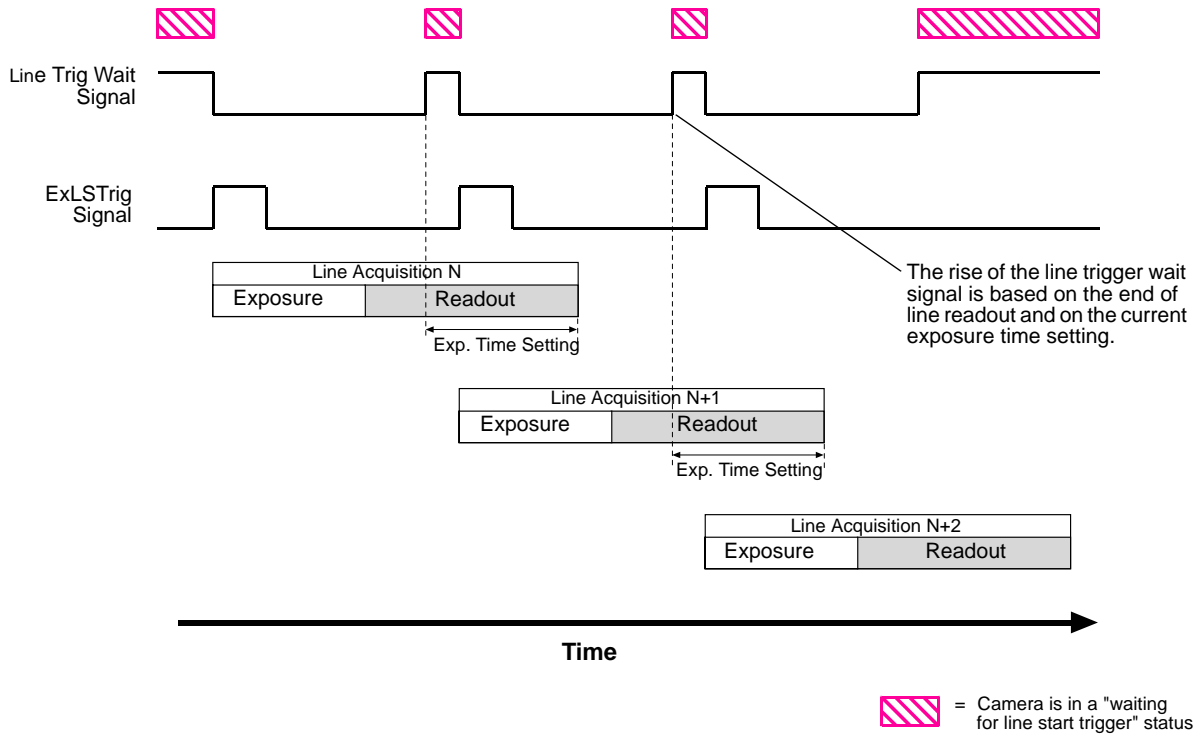 Line Trig Wait
Signal
ExLSTrig
Signal
Line Acquisition N
Exposure
Readout
Exp. Time Setting
The rise of the line trigger wait
signal is based on the end of
line readout and on the current
exposure time setting.
Line Acquisition N+1
Exposure
Readout
Exp. Time Setting
Line Acquisition N+2
Exposure
Readout
Time
= Camera is in a "waiting
for line start trigger" status